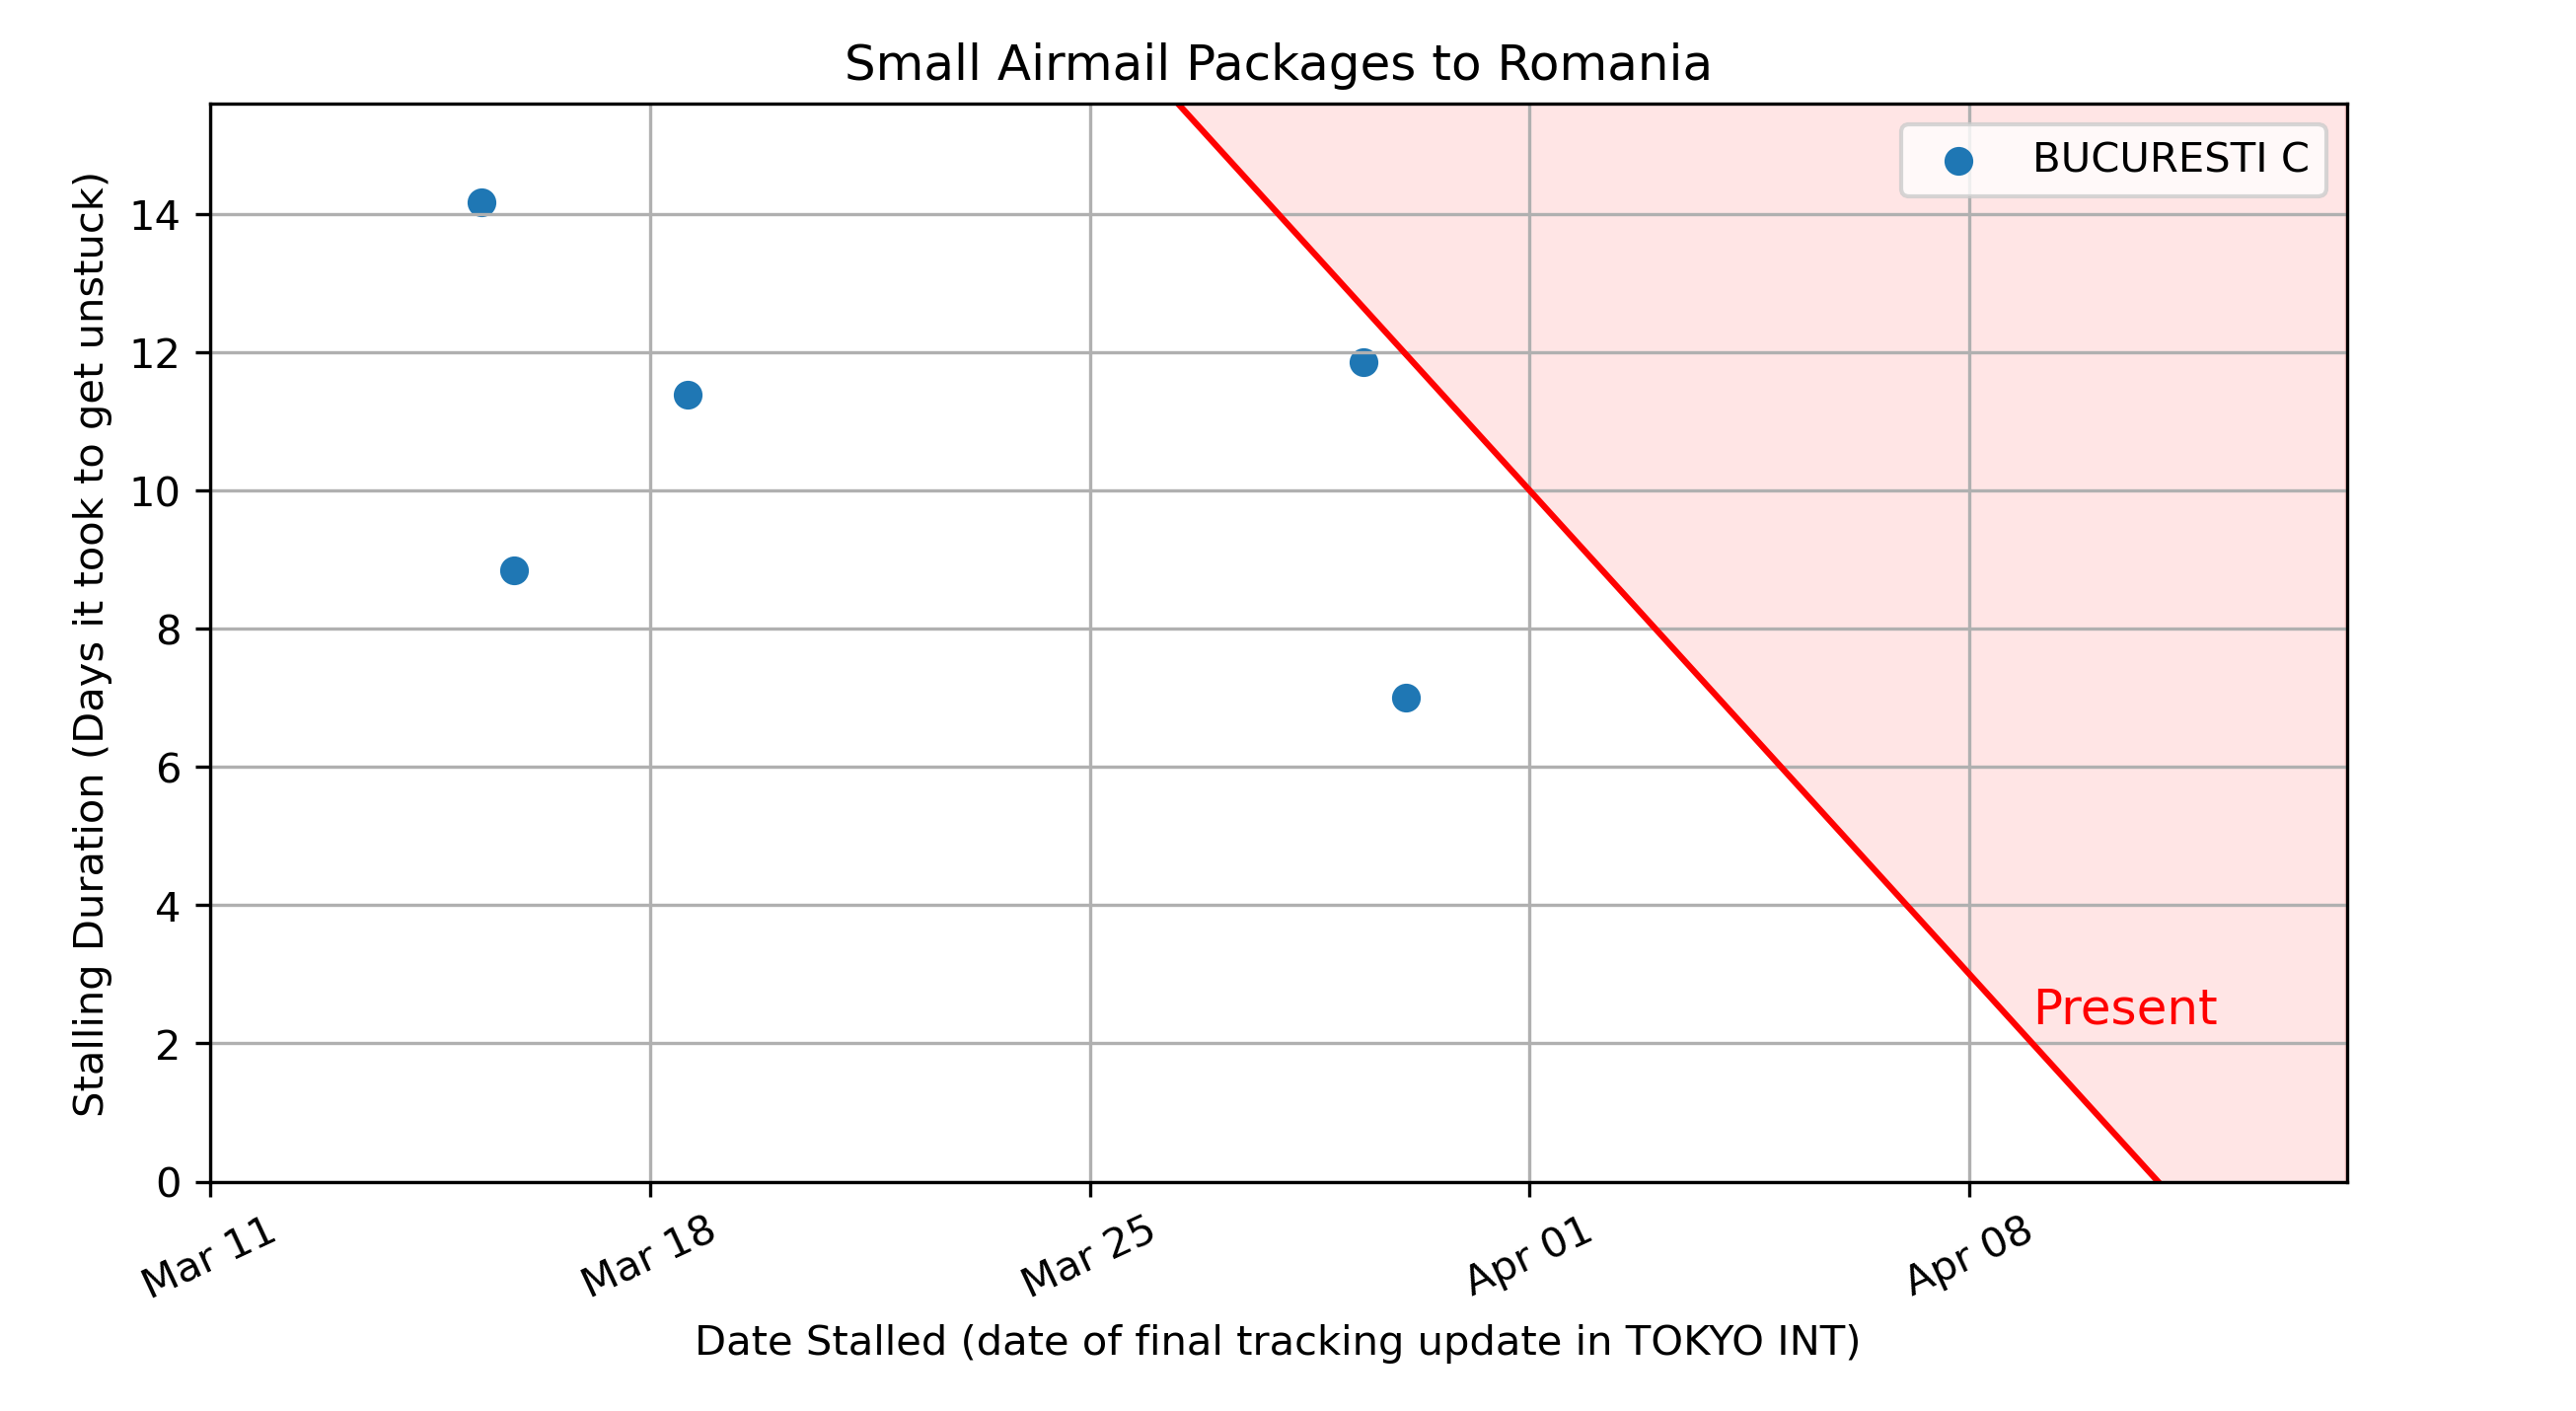 Small Airmail Packages to Romania
BUCURESTI C
Stalling Duration (Days it took to get unstuck)
14
12
10
8
6
4
2
0
Present
Mar 11
Mar 18
Mar 25
Apr 01
Apr 08
Date Stalled (date of final tracking update in TOKYO INT)